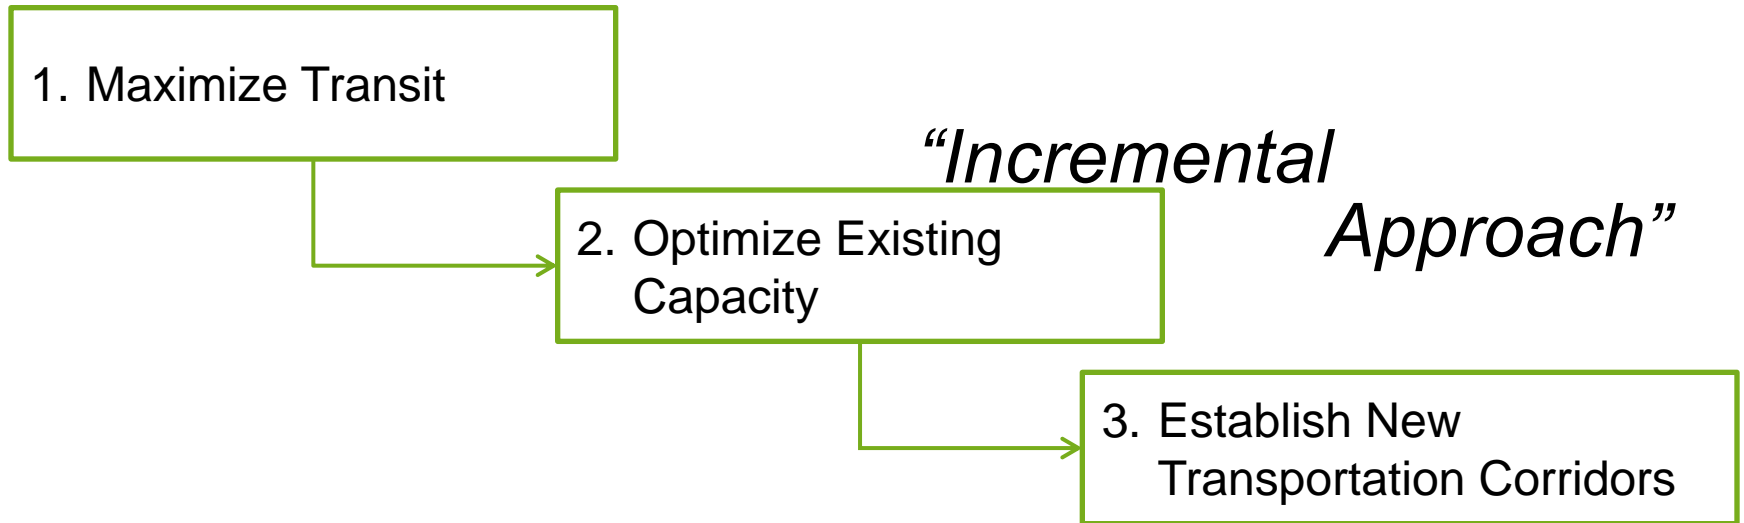 1. Maximize Transit
“Incremental
Approach”
2. Optimize Existing
Capacity
3. Establish New
Transportation Corridors